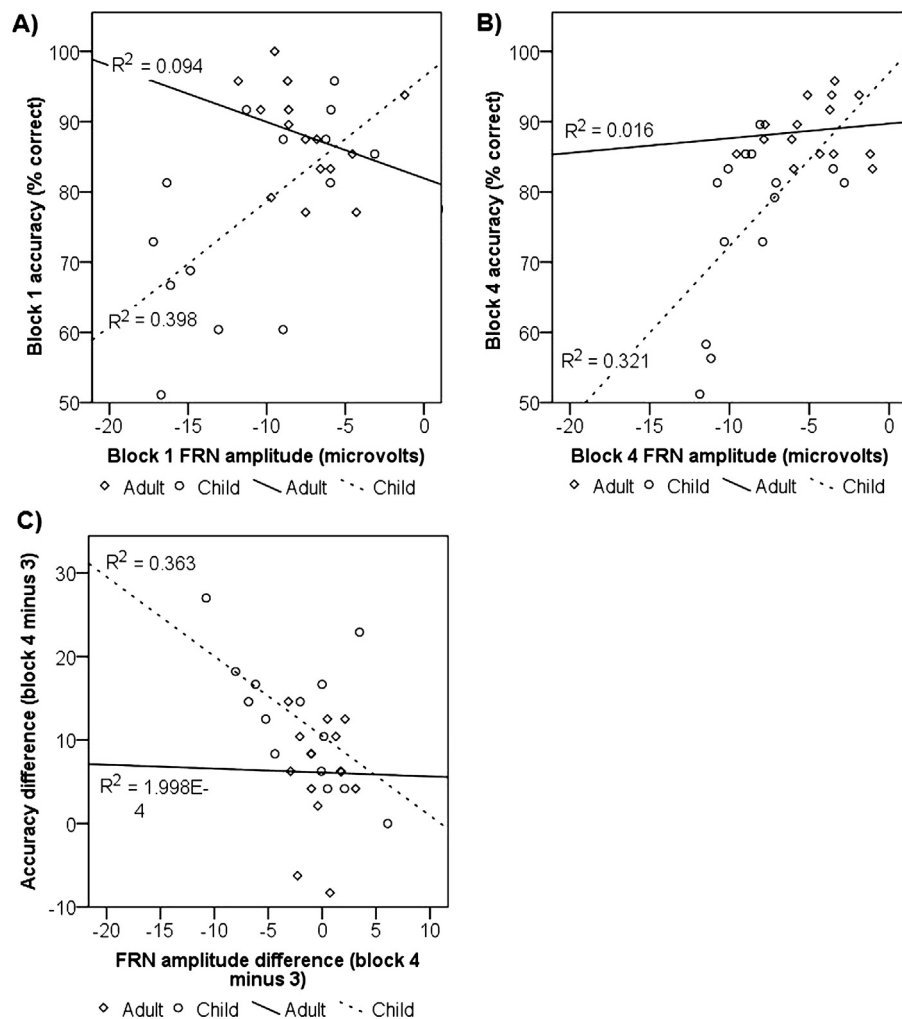 A)
R2 = 0.094
R2 = 0.398
100
90
80
70
60
50
-20 -15 -10 -5 0
Block 1 accuracy (% correct)
Block 1 FRN amplitude (microvolts)
◇ Adult ○ Child Adult Child
B)
R2 = 0.016
R2 = 0.321
100
90
80
70
60
50
-20 -15 -10 -5 0
Block 4 accuracy (% correct)
Block 4 FRN amplitude (microvolts)
◇ Adult ○ Child Adult Child
C)
R2 = 0.363
R2 = 1.998E-
4
30
20
10
0
-10
-20 -15 -10 -5 0 5 10
Accuracy difference (block 4 minus 3)
FRN amplitude difference (block 4
minus 3)
◇ Adult ○ Child Adult Child